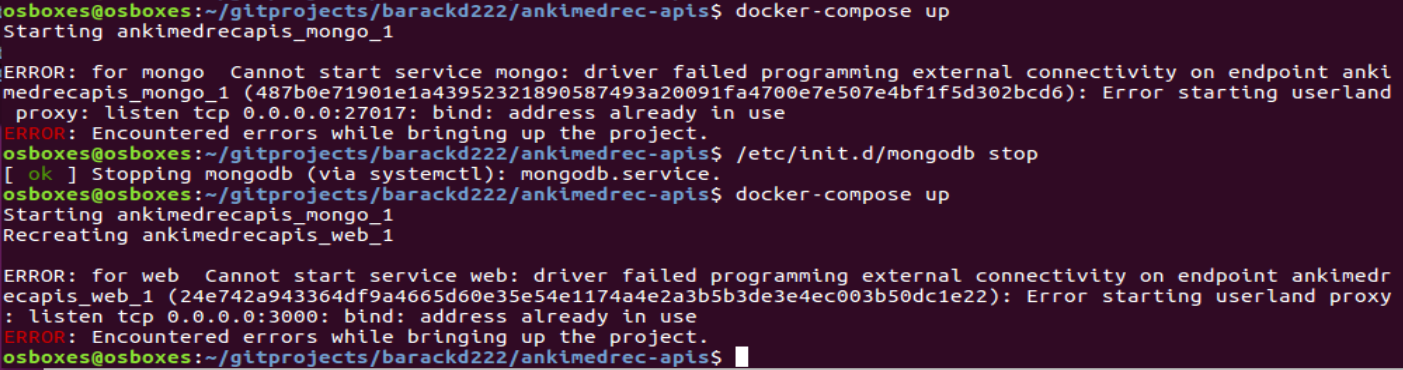 osboxes@osboxes:~/gitprojects/barackd222/ankimedrec-apis$ docker-compose up
Starting ankimedrecapis_mongo_1
ERROR: for mongo  Cannot start service mongo: driver failed programming external connectivity on endpoint anki
medrecapis_mongo_1 (487b0e71901e1a43952321890587493a20091fa4700e7e507e4bf1f5d302bcd6): Error starting userland
 proxy: listen tcp 0.0.0.0:27017: bind: address already in use
ERROR: Encountered errors while bringing up the project.
osboxes@osboxes:~/gitprojects/barackd222/ankimedrec-apis$ /etc/init.d/mongodb stop
[ ok ] Stopping mongodb (via systemctl): mongodb.service.
osboxes@osboxes:~/gitprojects/barackd222/ankimedrec-apis$ docker-compose up
Starting ankimedrecapis_mongo_1
Recreating ankimedrecapis_web_1
ERROR: for web  Cannot start service web: driver failed programming external connectivity on endpoint ankimedr
ecapis_web_1 (24e742a943364df9a4665d60e35e54e1174a4e2a3b5b3de3e4ec003b50dc1e22): Error starting userland proxy
: listen tcp 0.0.0.0:3000: bind: address already in use
ERROR: Encountered errors while bringing up the project.
osboxes@osboxes:~/gitprojects/barackd222/ankimedrec-apis$